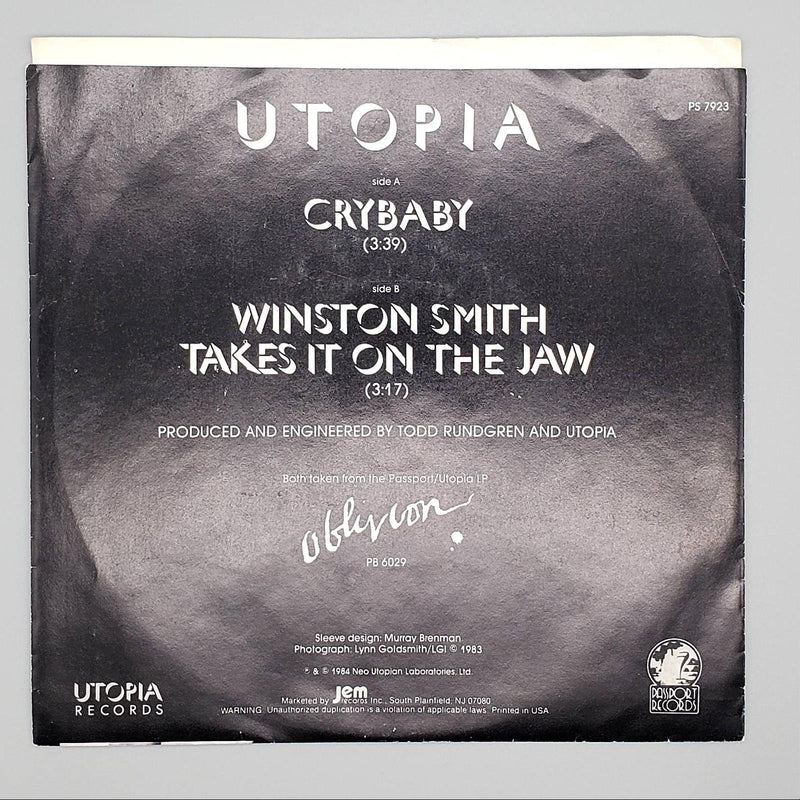 PS 7923
UTOPIA
side A
CRYBABY
(3:39)
side B
WINSTON SMITH
TAKES IT ON THE JAW
(3:17)
PRODUCED AND ENGINEERED BY TODD RUNDGREN AND UTOPIA
Both taken from the Passport/Utopia LP
oblivion
PB 6029
Sleeve design: Murray Brenman
Photograph: Lynn Goldsmith/LGI © 1983
℗ & © 1984 Neo Utopian Laboratories, Ltd.
UTOPIA
RECORDS
Marketed by Jem records Inc., South Plainfield, NJ 07080
WARNING: Unauthorized duplication is a violation of applicable laws. Printed in USA
PASSPORT
RECORDS